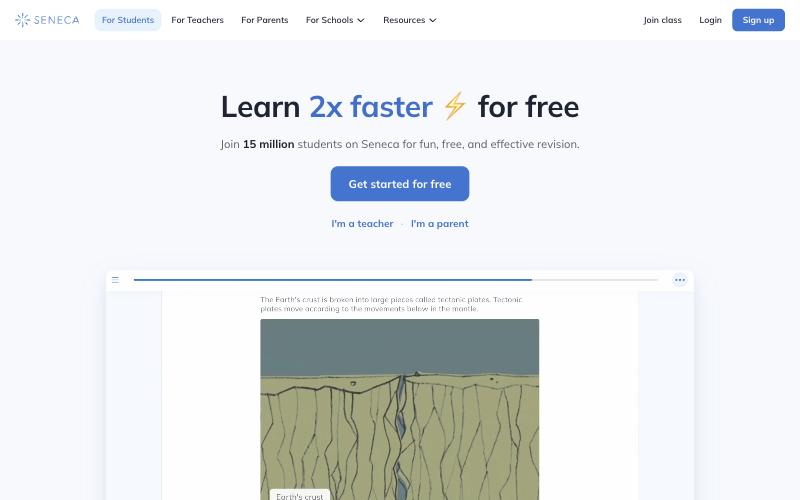 SENECA
For Students
For Teachers
For Parents
For Schools
Resources
Join class
Login
Sign up
Learn 2x faster ⚡ for free
Join 15 million students on Seneca for fun, free, and effective revision.
Get started for free
I'm a teacher · I'm a parent
The Earth's crust is broken into large pieces called tectonic plates. Tectonic
plates move according to the movements below in the mantle.
Earth's crust